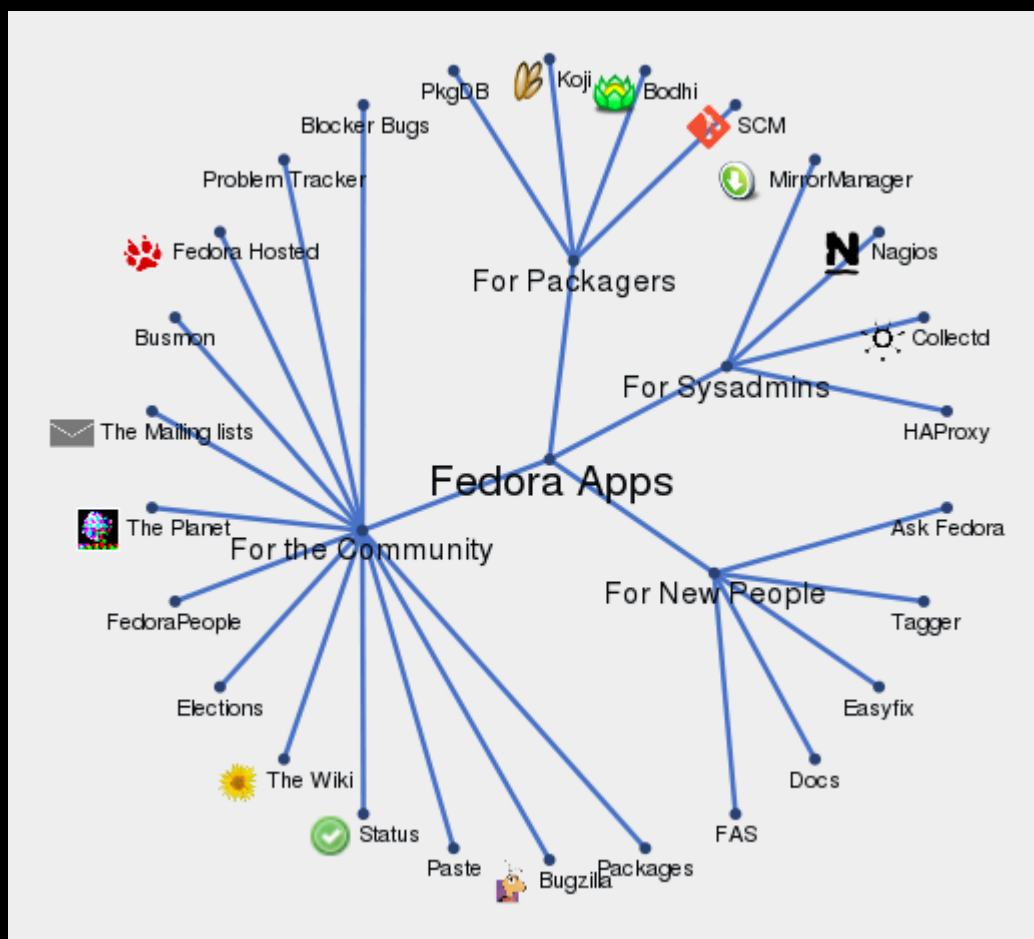 PkgDB
Koji
Bodhi
Blocker Bugs
SCM
Problem Tracker
MirrorManager
Fedora Hosted
N
Nagios
For Packagers
Busmon
Collectd
For Sysadmins
The Mailing lists
HAProxy
Fedora Apps
The Planet
Ask Fedora
For the Community
For New People
FedoraPeople
Tagger
Elections
Easyfix
The Wiki
Docs
Status
FAS
Paste
Bugzilla
Packages